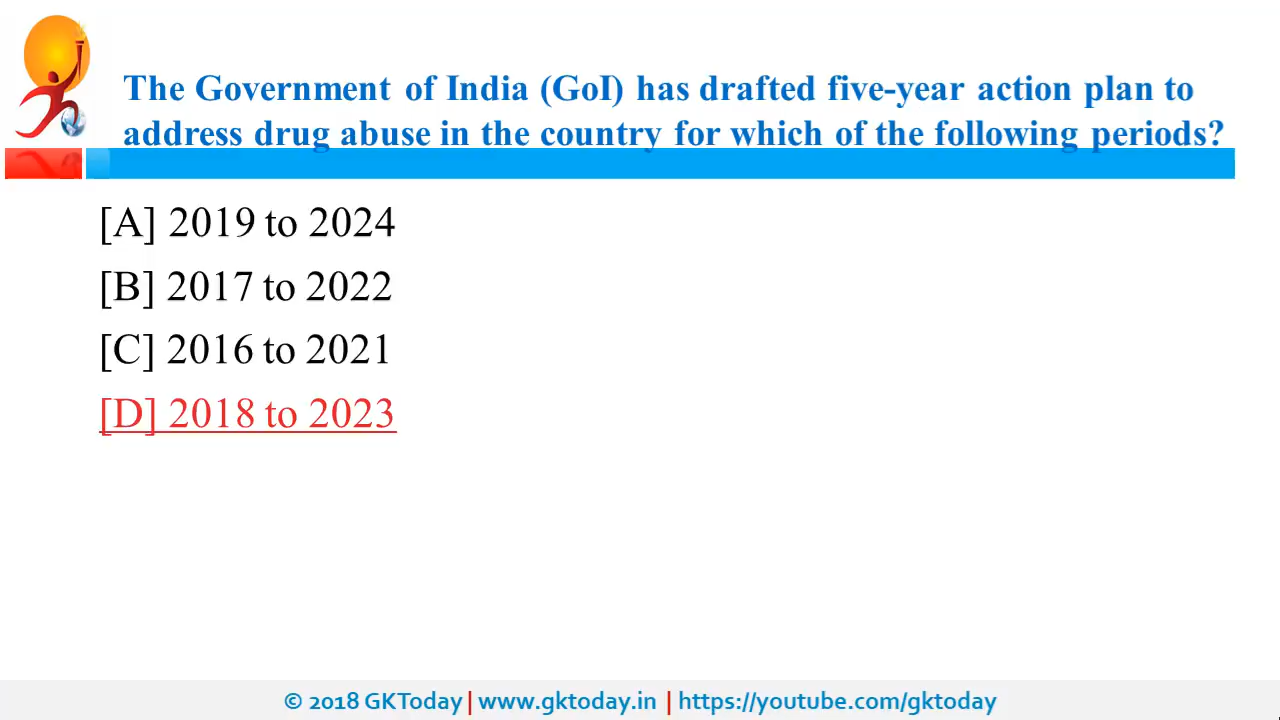 The Government of India (GoI) has drafted five-year action plan to
address drug abuse in the country for which of the following periods?
[A] 2019 to 2024
[B] 2017 to 2022
[C] 2016 to 2021
[D] 2018 to 2023
© 2018 GKToday | www.gktoday.in | https://youtube.com/gktoday